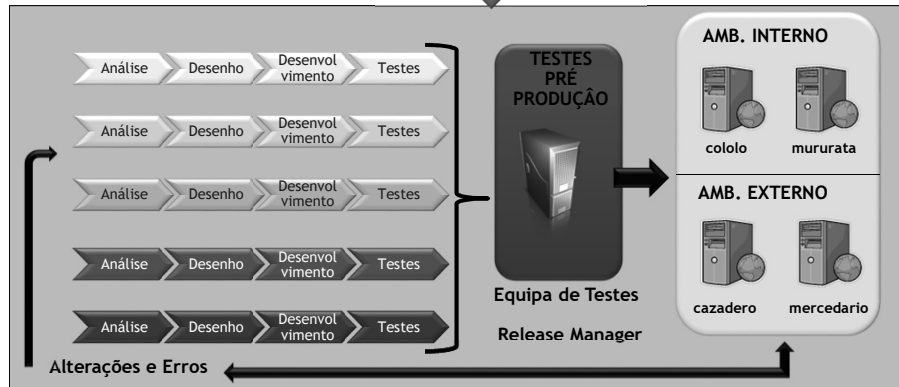 Análise
Desenho
Desenvol
vimento
Testes
Análise
Desenho
Desenvol
vimento
Testes
Análise
Desenho
Desenvol
vimento
Testes
Análise
Desenho
Desenvol
vimento
Testes
Análise
Desenho
Desenvol
vimento
Testes
Alterações e Erros
TESTES
PRÉ
PRODUÇÂO
Equipa de Testes
Release Manager
AMB. INTERNO
cololo
mururata
AMB. EXTERNO
cazadero
mercedario